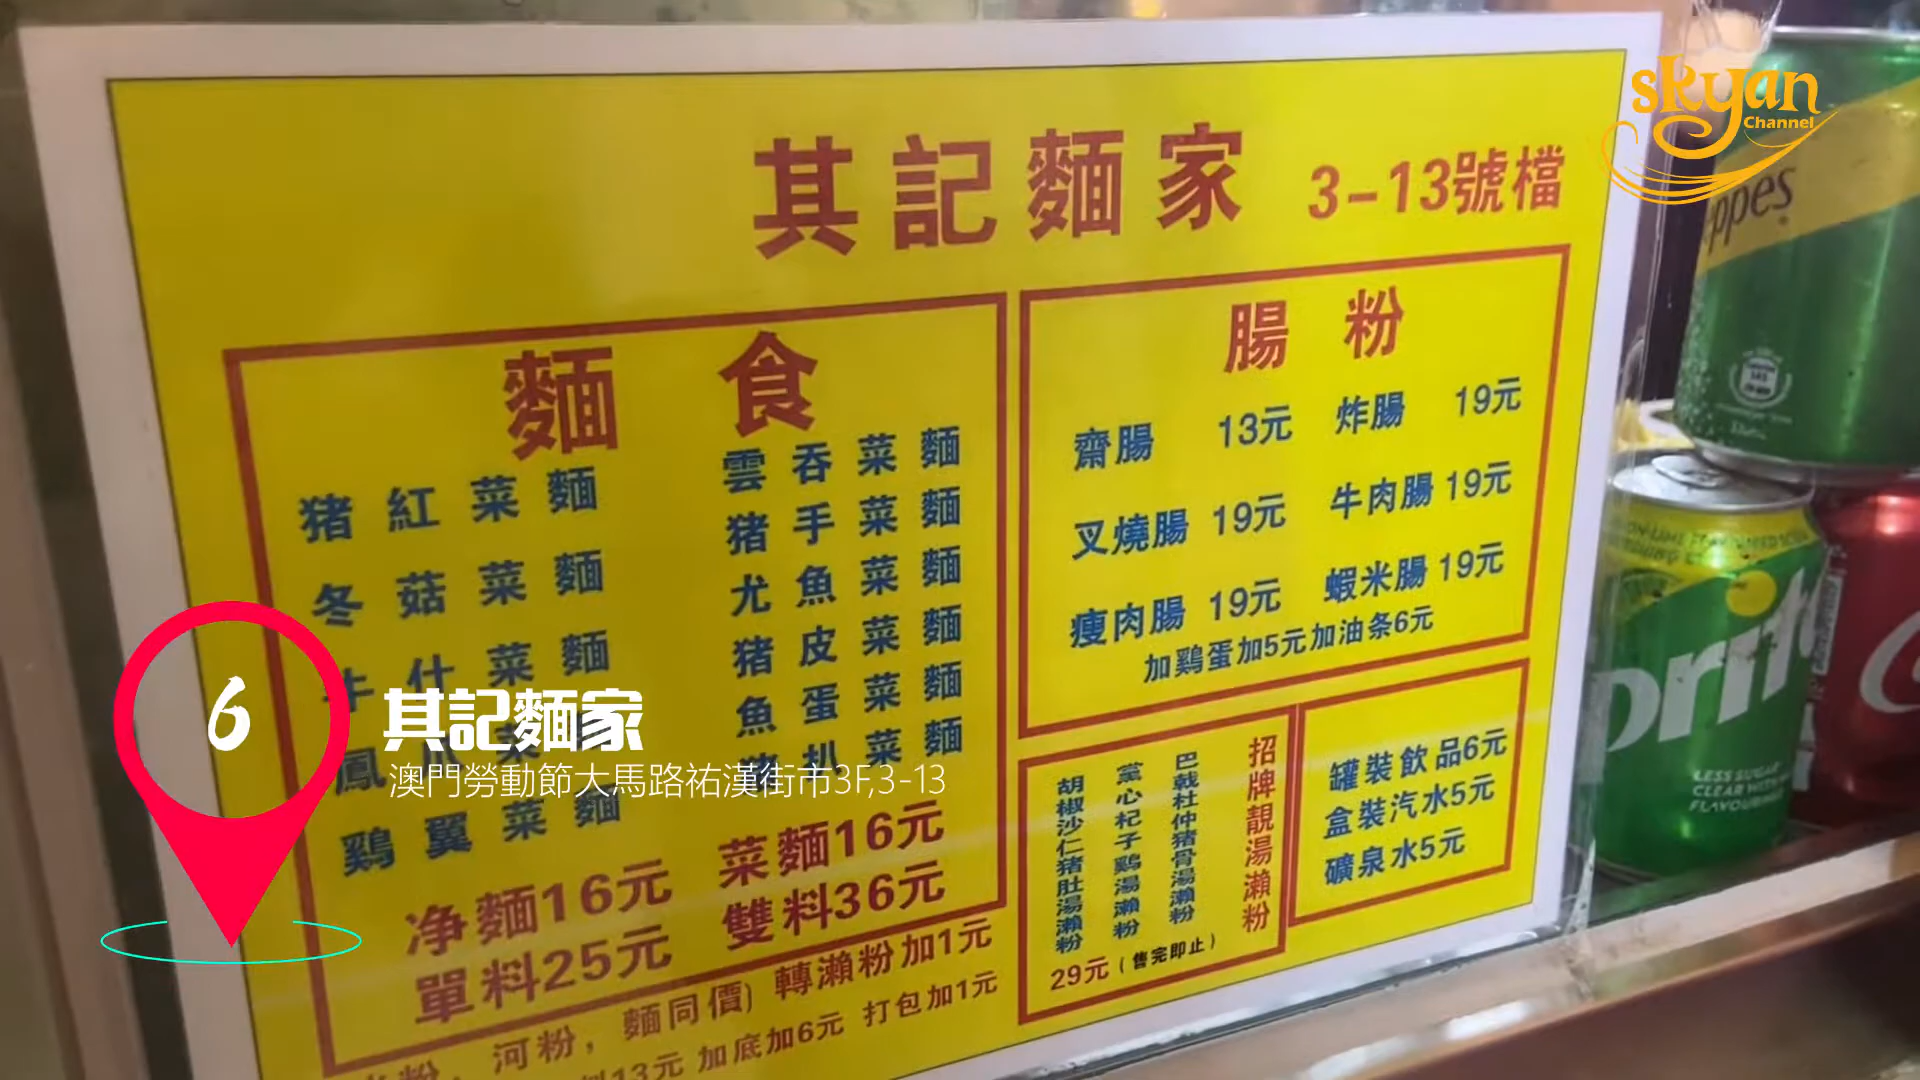 skyan
Channel
其記麵家 3-13號檔
麵食
猪紅菜麵
冬菇菜麵
牛什菜麵
鷄翼菜麵
雲吞菜麵
猪手菜麵
尤魚菜麵
猪皮菜麵
魚蛋菜麵
净麵16元 菜麵16元
單料25元 雙料36元
河粉，麵同價) 轉瀨粉加1元
13元 加底加6元 打包加1元
腸粉
齋腸 13元 炸腸 19元
叉燒腸 19元 牛肉腸 19元
瘦肉腸 19元 蝦米腸 19元
加鷄蛋加5元加油条6元
招牌靚湯瀨粉
巴戟杜仲猪骨湯瀨粉
黨心杞子鷄湯瀨粉
胡椒沙仁猪肚湯瀨粉
29元 (售完即止)
罐裝飲品6元
盒裝汽水5元
礦泉水5元
6
其記麵家
澳門勞動節大馬路祐漢街市3F,3-13
ppes
Sprite
LESS SUGAR